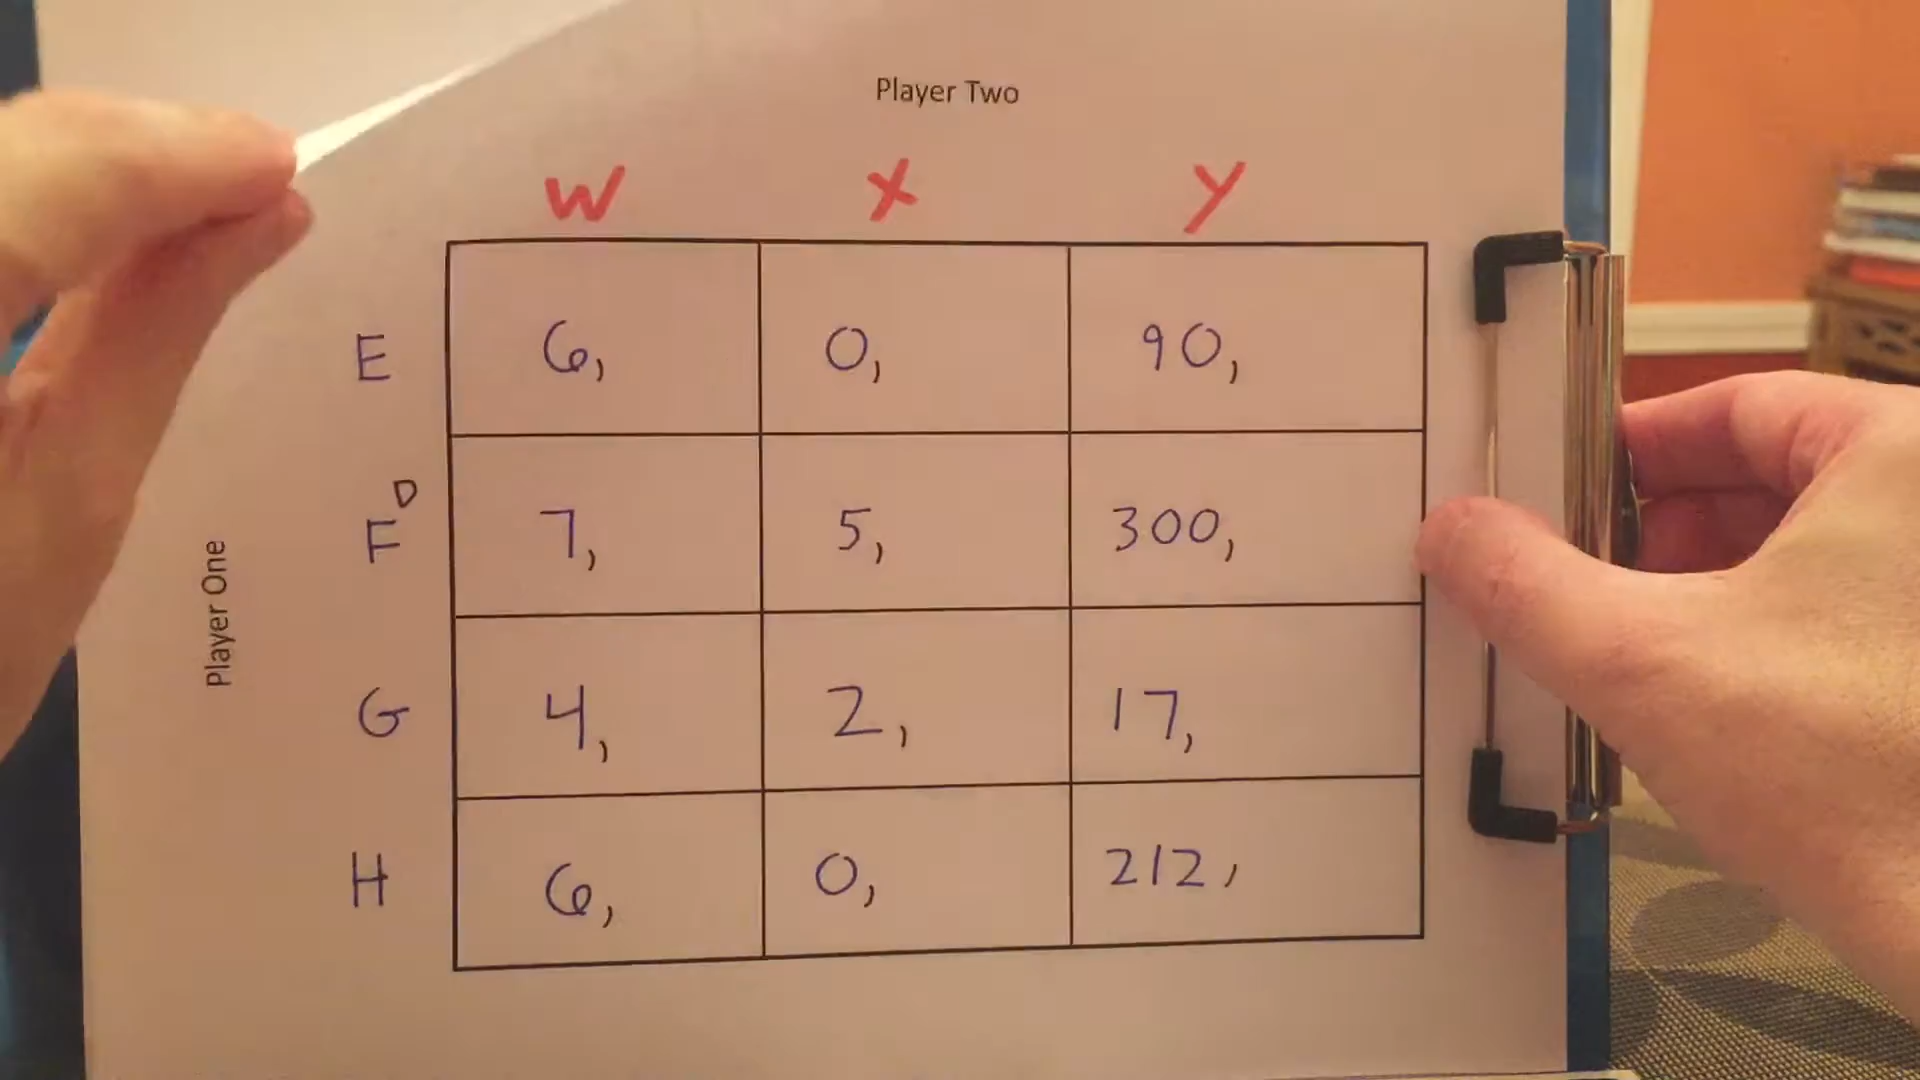 Player Two
W X Y
E 6, 0, 90,
F D 7, 5, 300,
Player One
G 4, 2, 17,
H 6, 0, 212,